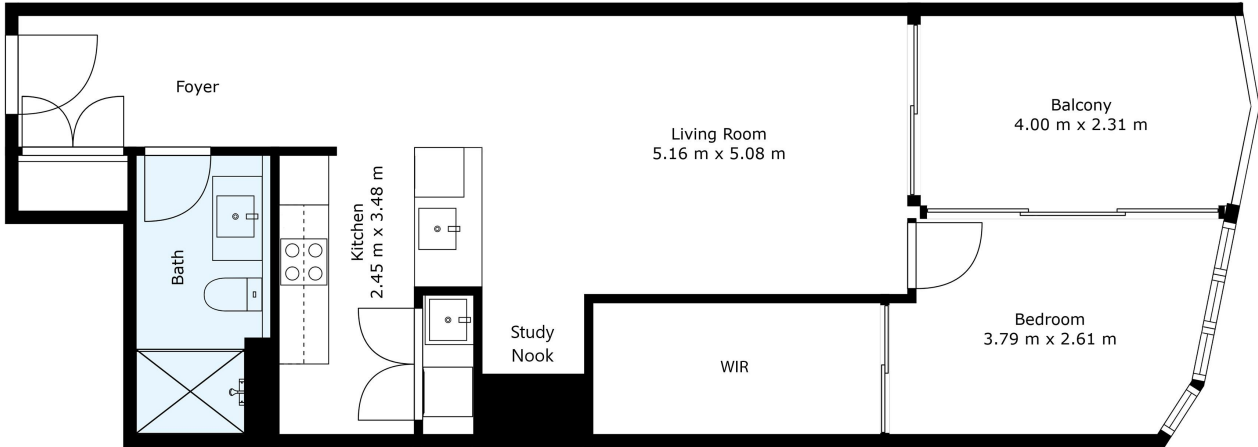 Foyer
Living Room
5.16 m x 5.08 m
Balcony
4.00 m x 2.31 m
Kitchen
2.45 m x 3.48 m
Bath
Study
Nook
WIR
Bedroom
3.79 m x 2.61 m